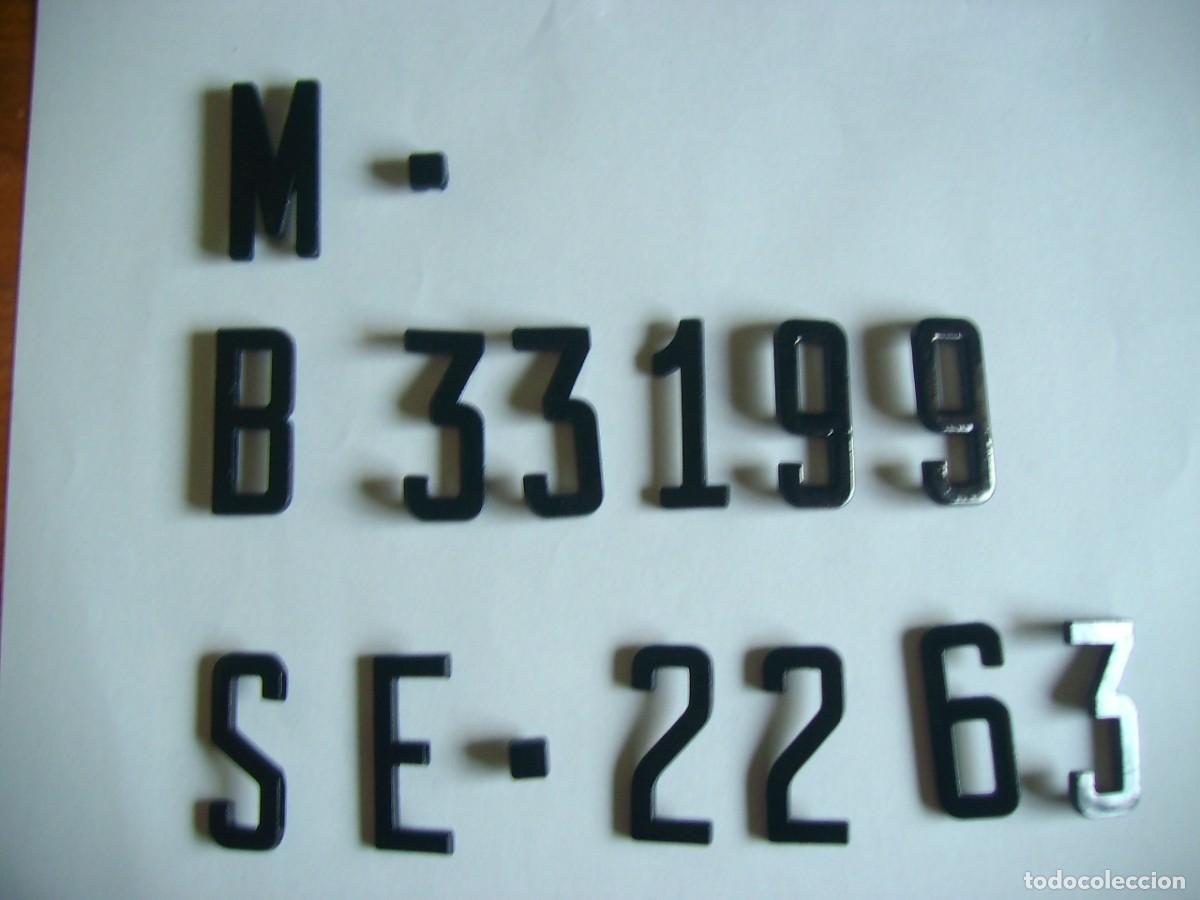 M-
B 33199
SE-2263
todocoleccion